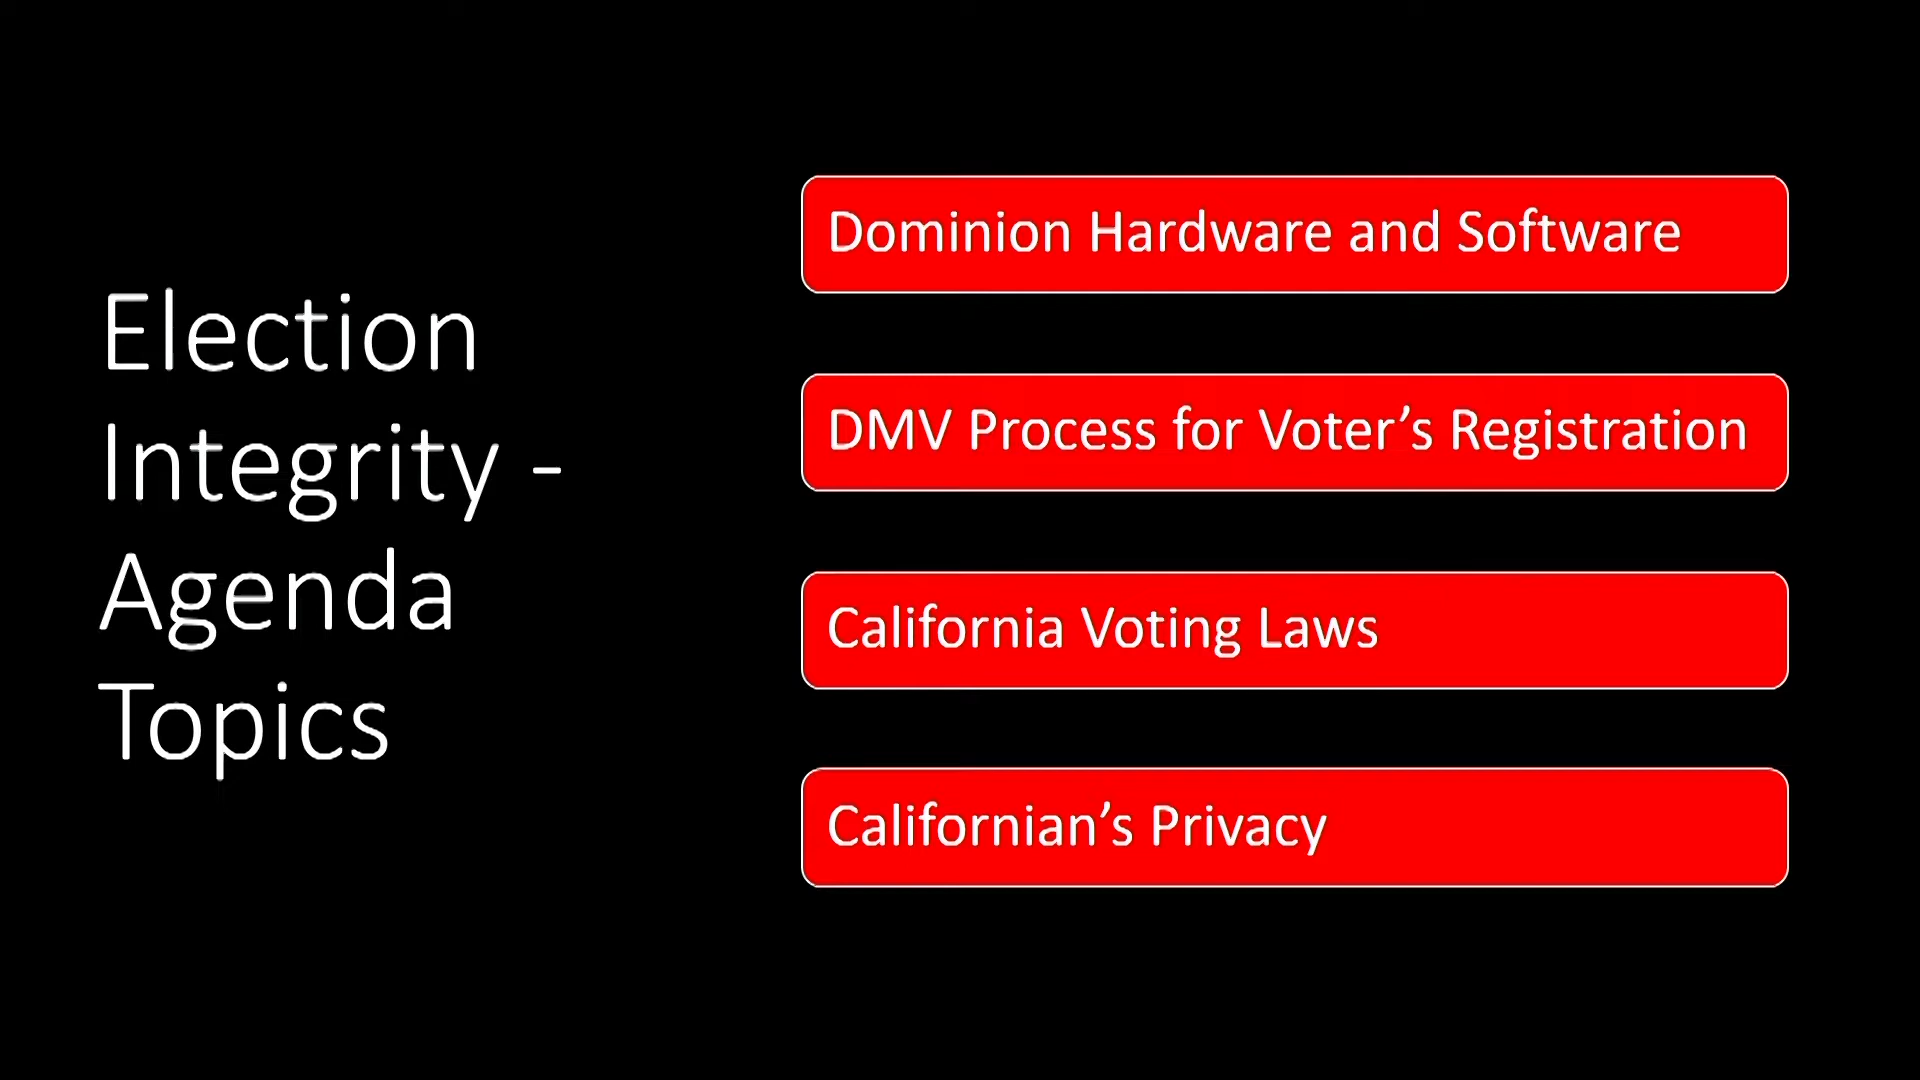 Election
Integrity -
Agenda
Topics
Dominion Hardware and Software
DMV Process for Voter’s Registration
California Voting Laws
Californian’s Privacy